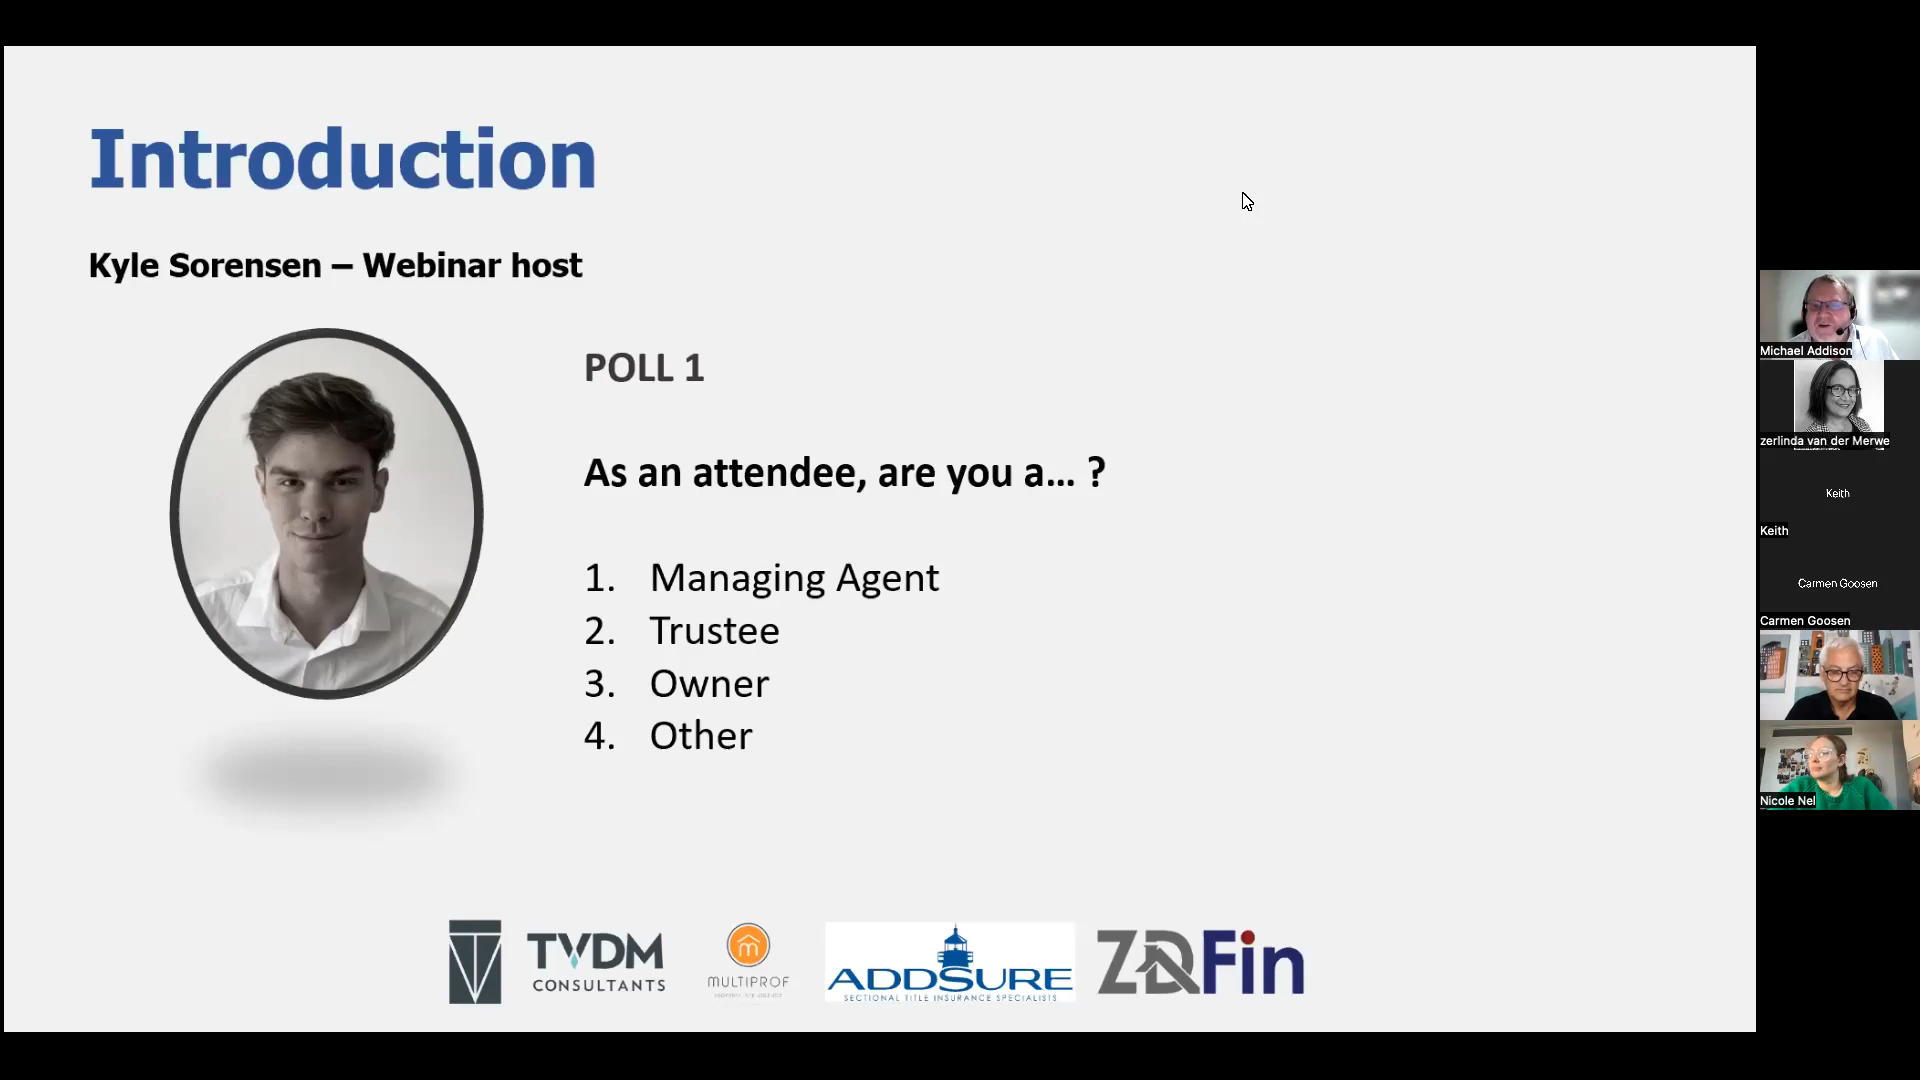 Introduction
Kyle Sorensen – Webinar host
POLL 1
As an attendee, are you a... ?
1. Managing Agent
2. Trustee
3. Owner
4. Other
TVDM
CONSULTANTS
m
MULTIPROF
ADDSURE
SECTIONAL TITLE INSURANCE SPECIALISTS
ZDFin
Michael Addison
zerlinda van der Merwe
Keith
Keith
Carmen Goosen
Carmen Goosen
Nicole Nel